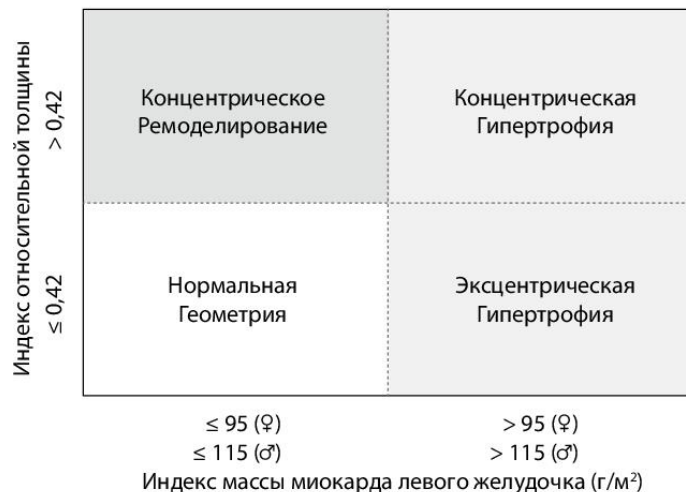 Индекс относительной толщины
> 0,42
≤ 0,42
Концентрическое
Ремоделирование
Концентрическая
Гипертрофия
Нормальная
Геометрия
Эксцентрическая
Гипертрофия
≤ 95 (♀)
≤ 115 (♂)
> 95 (♀)
> 115 (♂)
Индекс массы миокарда левого желудочка (г/м²)